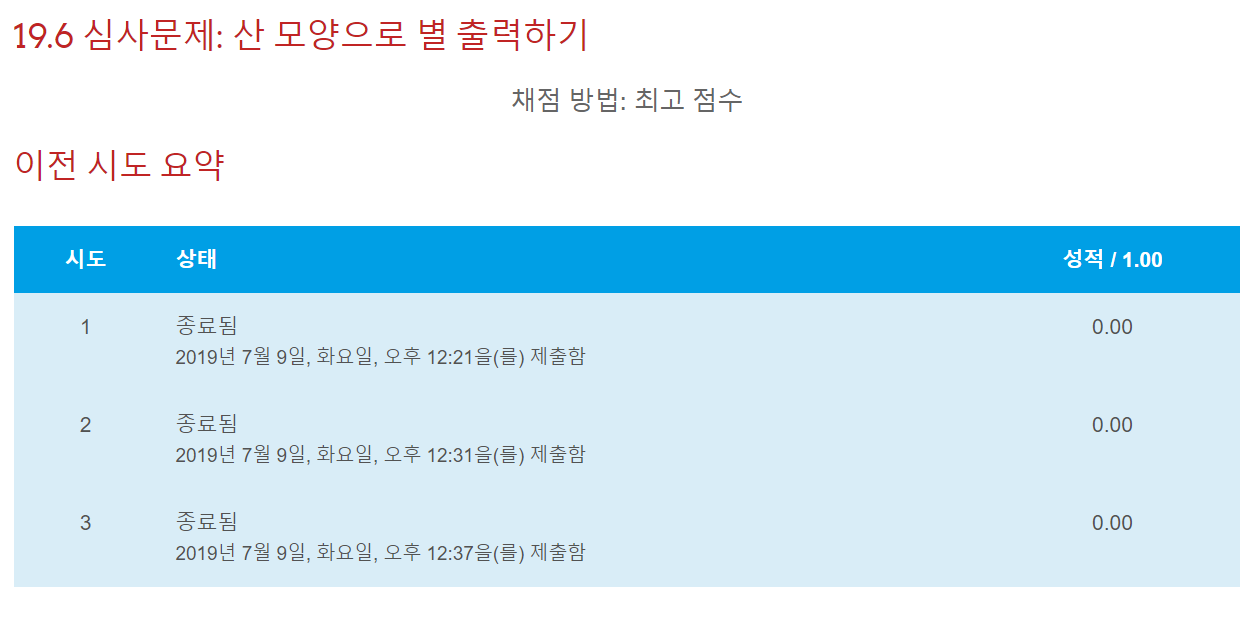 19.6 심사문제: 산 모양으로 별 출력하기
채점 방법: 최고 점수
이전 시도 요약
시도 상태 성적 / 1.00
1 종료됨 0.00
2019년 7월 9일, 화요일, 오후 12:21을(를) 제출함
2 종료됨 0.00
2019년 7월 9일, 화요일, 오후 12:31을(를) 제출함
3 종료됨 0.00
2019년 7월 9일, 화요일, 오후 12:37을(를) 제출함